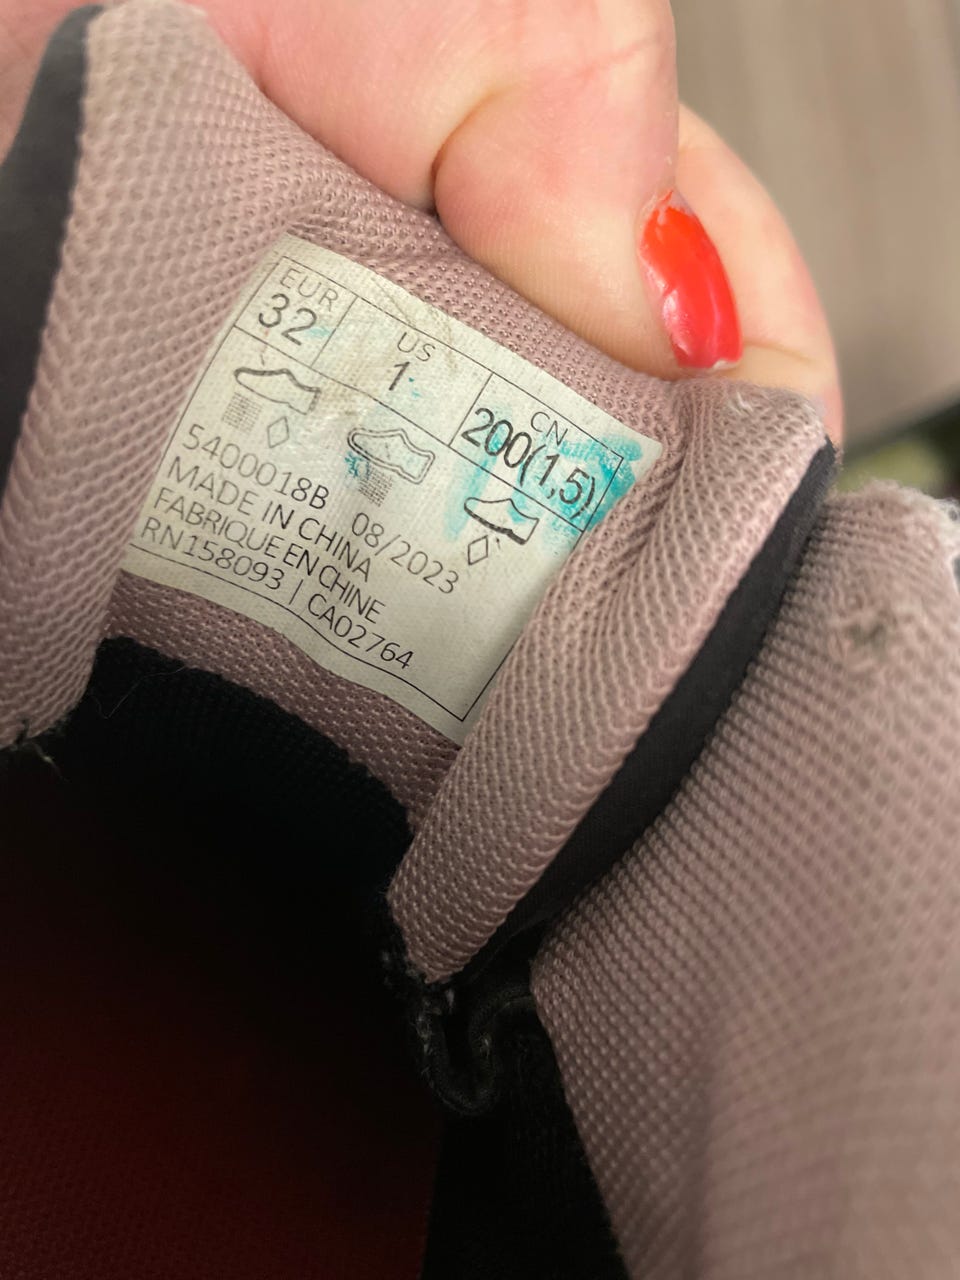 EUR
32
US
1
CN
200(1,5)
5400018B 08/2023
MADE IN CHINA
FABRIQUE EN CHINE
RN158093 | CA02764